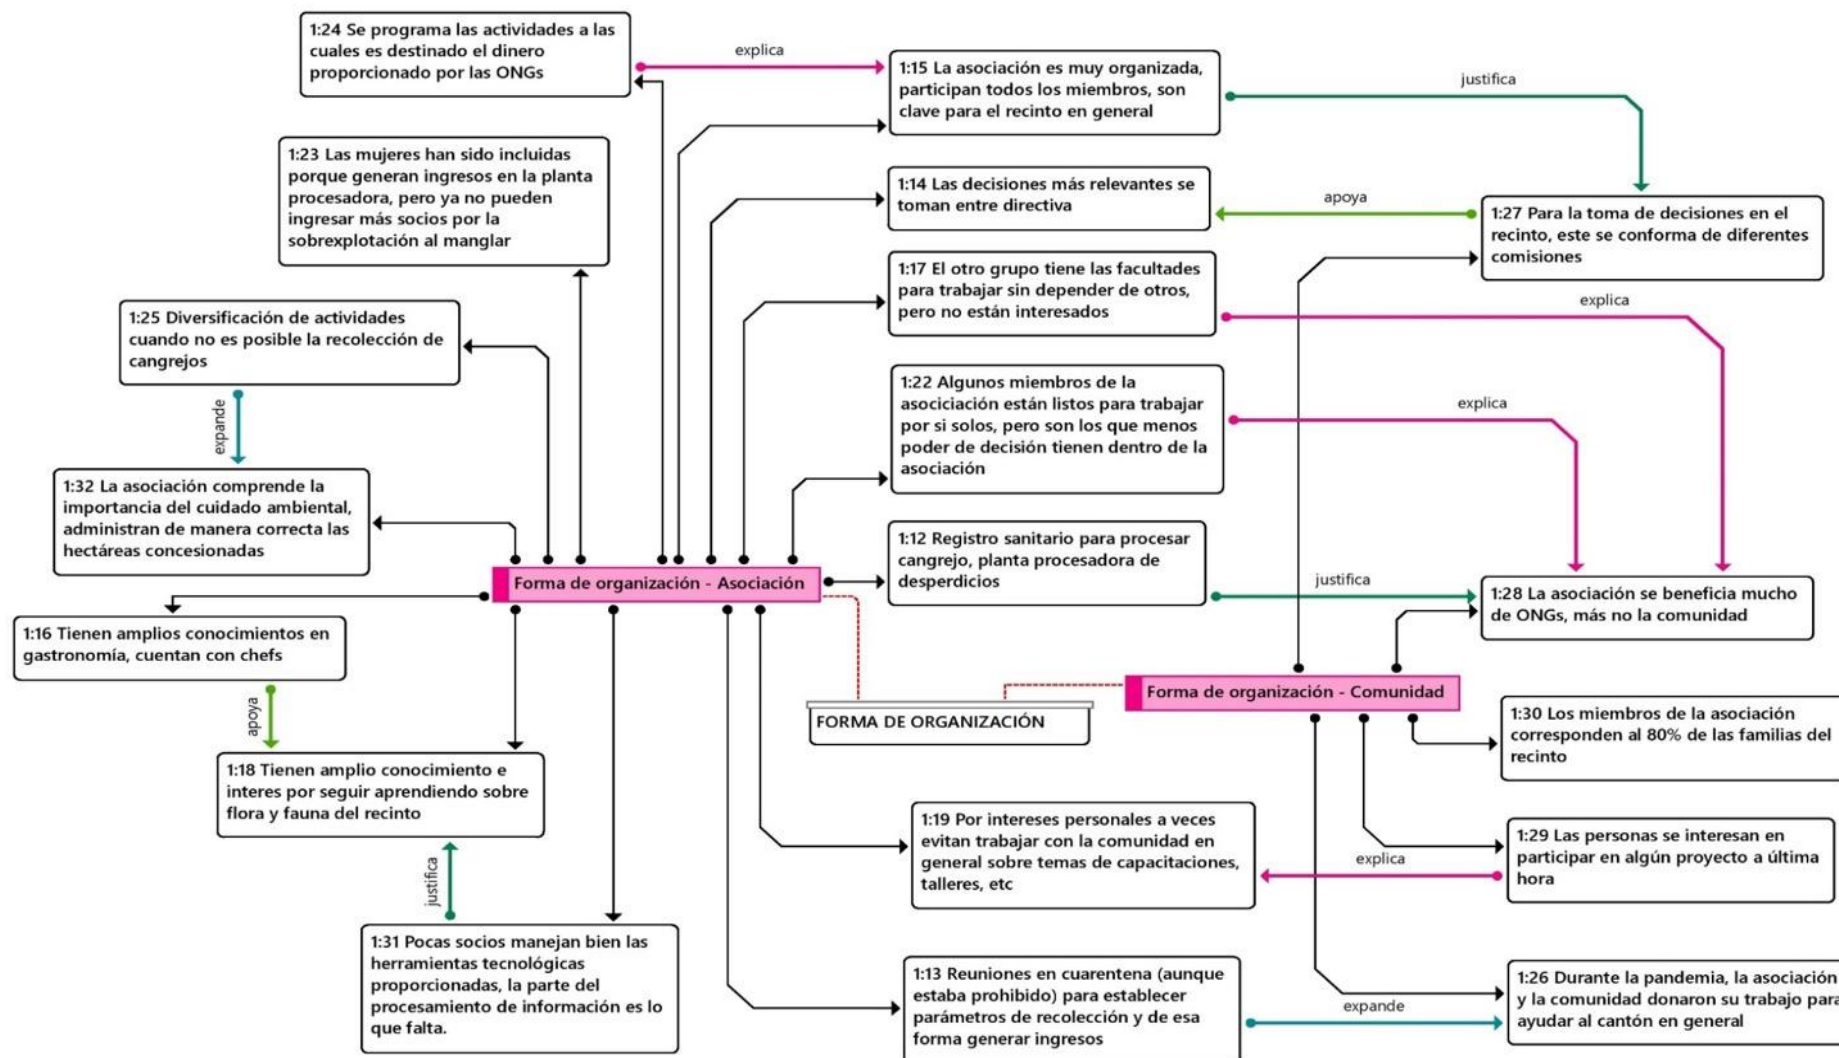 1:24 Se programa las actividades a las
cuales es destinado el dinero
proporcionado por las ONGs
explica
1:15 La asociación es muy organizada,
participan todos los miembros, son
clave para el recinto en general
justifica
1:23 Las mujeres han sido incluidas
porque generan ingresos en la planta
procesadora, pero ya no pueden
ingresar más socios por la
sobrexplotación al manglar
1:14 Las decisiones más relevantes se
toman entre directiva
apoya
1:27 Para la toma de decisiones en el
recinto, este se conforma de diferentes
comisiones
1:17 El otro grupo tiene las facultades
para trabajar sin depender de otros,
pero no están interesados
explica
1:25 Diversificación de actividades
cuando no es posible la recolección de
cangrejos
expande
1:22 Algunos miembros de la
asociciación están listos para trabajar
por si solos, pero son los que menos
poder de decisión tienen dentro de la
asociación
explica
1:32 La asociación comprende la
importancia del cuidado ambiental,
administran de manera correcta las
hectáreas concesionadas
1:12 Registro sanitario para procesar
cangrejo, planta procesadora de
desperdicios
justifica
Forma de organización - Asociación
1:28 La asociación se beneficia mucho
de ONGs, más no la comunidad
1:16 Tienen amplios conocimientos en
gastronomía, cuentan con chefs
apoya
Forma de organización - Comunidad
FORMA DE ORGANIZACIÓN
1:30 Los miembros de la asociación
corresponden al 80% de las familias del
recinto
1:18 Tienen amplio conocimiento e
interes por seguir aprendiendo sobre
flora y fauna del recinto
justifica
1:19 Por intereses personales a veces
evitan trabajar con la comunidad en
general sobre temas de capacitaciones,
talleres, etc
explica
1:29 Las personas se interesan en
participar en algún proyecto a última
hora
1:31 Pocas socios manejan bien las
herramientas tecnológicas
proporcionadas, la parte del
procesamiento de información es lo
que falta.
1:13 Reuniones en cuarentena (aunque
estaba prohibido) para establecer
parámetros de recolección y de esa
forma generar ingresos
expande
1:26 Durante la pandemia, la asociación
y la comunidad donaron su trabajo para
ayudar al cantón en general